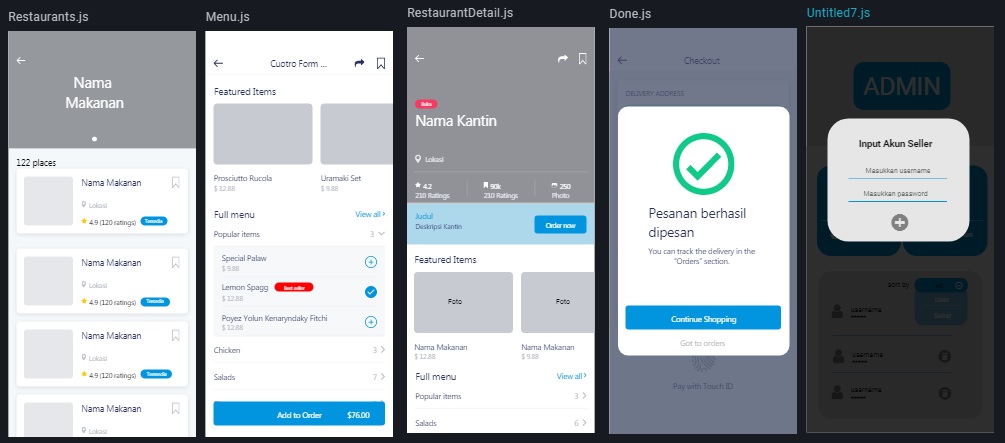 Restaurants.js
Nama
Makanan
122 places
Nama Makanan
Lokasi
4.9 (120 ratings)
Tersedia
Nama Makanan
Lokasi
4.9 (120 ratings)
Tersedia
Nama Makanan
Lokasi
4.9 (120 ratings)
Tersedia
Nama Makanan
Lokasi
Menu.js
Cuotro Form ...
Featured Items
Prosciutto Rucola
$ 12.88
Uramaki Set
$ 9.88
Full menu
View all
Popular items
3
Special Palaw
$ 9.88
Lemon Spagg
Best seller
$ 12.88
Poyez Yolun Kenaryndaky Fitchi
$ 12.88
Chicken
3
Salads
7
Add to Order
$76.00
RestaurantDetail.js
Buka
Nama Kantin
Lokasi
4.2
210 Ratings
90k
210 Ratings
250
Photo
Judul
Deskripsi Kantin
Order now
Featured Items
Foto
Foto
Nama Makanan
$ 12.88
Nama Makanan
$ 9.88
Full menu
View all
Popular items
3
Salads
6
Done.js
Checkout
DELIVERY ADDRESS
Pesanan berhasil
dipesan
You can track the delivery in the
"Orders" section.
Continue Shopping
Got to orders
Pay with Touch ID
Untitled7.js
ADMIN
Input Akun Seller
Masukkan username
Masukkan password
sort by
User
Seller
username
username
username